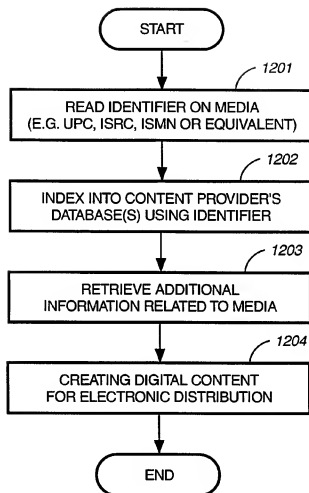 START
1201
READ IDENTIFIER ON MEDIA
(E.G. UPC, ISRC, ISMN OR EQUIVALENT)
1202
INDEX INTO CONTENT PROVIDER'S
DATABASE(S) USING IDENTIFIER
1203
RETRIEVE ADDITIONAL
INFORMATION RELATED TO MEDIA
1204
CREATING DIGITAL CONTENT
FOR ELECTRONIC DISTRIBUTION
END